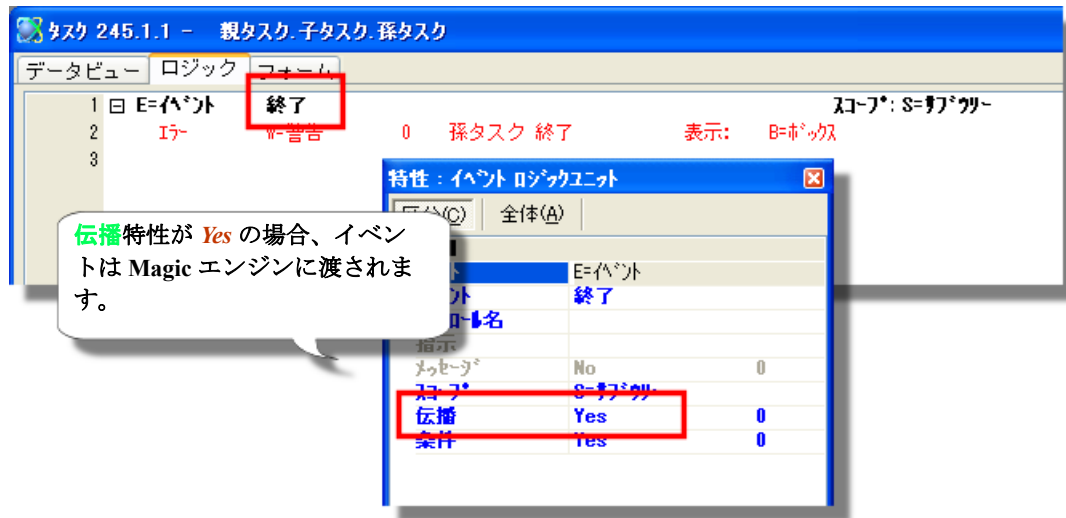 タスク 245.1.1 - 親タスク.子タスク.孫タスク
データビュー ロジック フォーム
1 E=イベント 終了 スコープ: S=サブツリー
2 エラー W=警告 0 孫タスク 終了 表示: B=ボックス
3
特性 : イベント ロジックユニット
全体(A)
E=イベント
終了
指示
メッセージ No 0
スコープ S=サブツリー
伝播 Yes 0
条件 Yes 0
伝播特性が Yes の場合、イベン
トは Magic エンジンに渡されま
す。